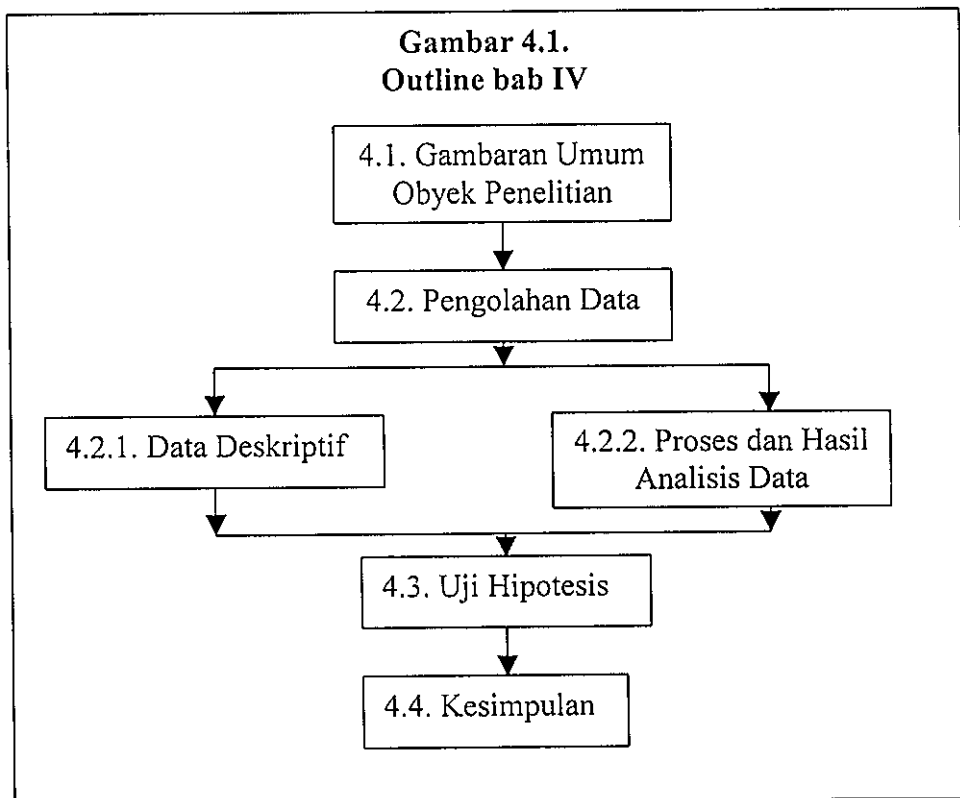 Gambar 4.1.
Outline bab IV
4.1. Gambaran Umum
Obyek Penelitian
4.2. Pengolahan Data
4.2.1. Data Deskriptif
4.2.2. Proses dan Hasil
Analisis Data
4.3. Uji Hipotesis
4.4. Kesimpulan